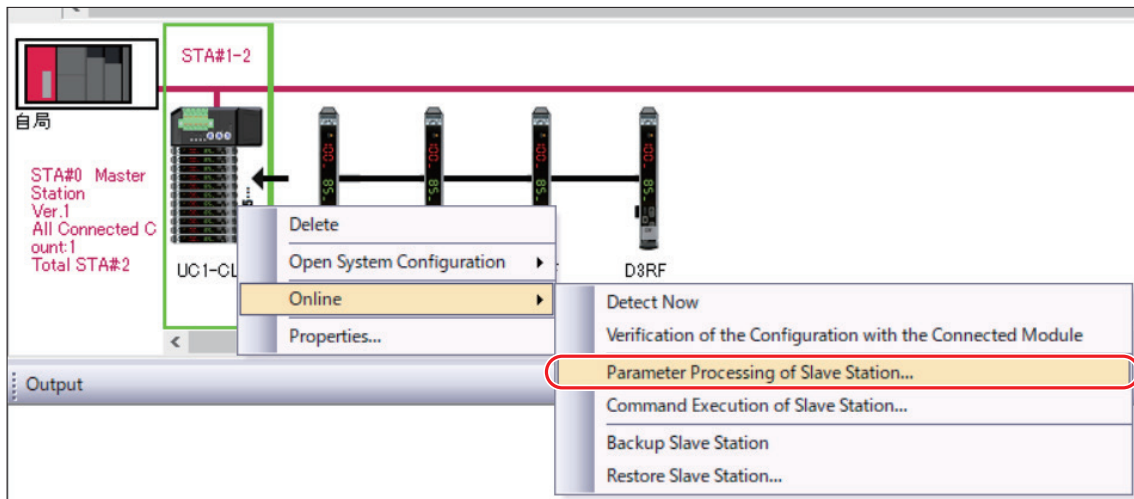 STA#1-2
自局
STA#0 Master
Station
Ver.1
All Connected C
ount:1
Total STA#2
UC1-CL
D3RF
Delete
Open System Configuration
Online
Properties...
Detect Now
Verification of the Configuration with the Connected Module
Parameter Processing of Slave Station...
Command Execution of Slave Station...
Backup Slave Station
Restore Slave Station...
Output